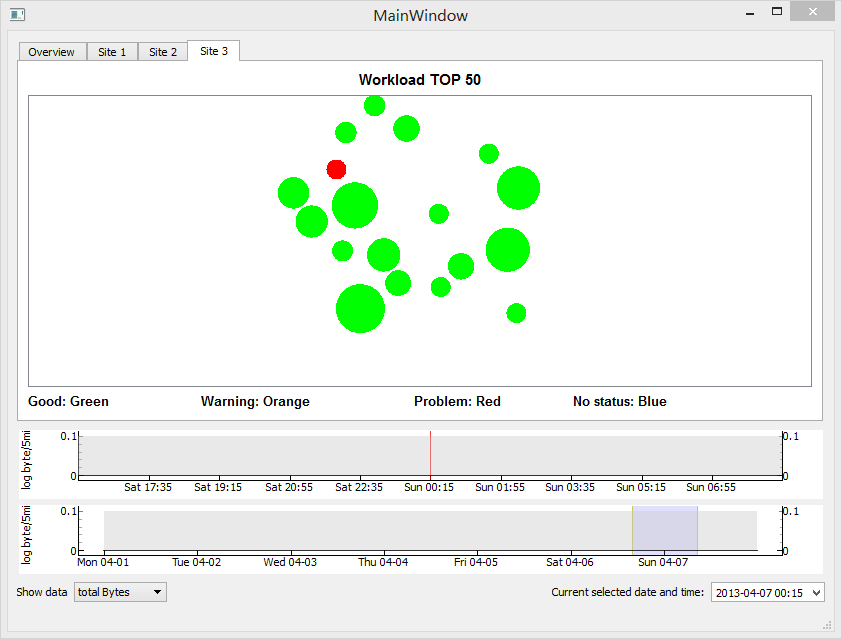 MainWindow
Overview Site 1 Site 2 Site 3
Workload TOP 50
Good: Green Warning: Orange Problem: Red No status: Blue
log byte/5mi
0.1 0.1
0 0
Sat 17:35 Sat 19:15 Sat 20:55 Sat 22:35 Sun 00:15 Sun 01:55 Sun 03:35 Sun 05:15 Sun 06:55
log byte/5mi
0.1 0.1
0 0
Mon 04-01 Tue 04-02 Wed 04-03 Thu 04-04 Fri 04-05 Sat 04-06 Sun 04-07
Show data total Bytes Current selected date and time: 2013-04-07 00:15